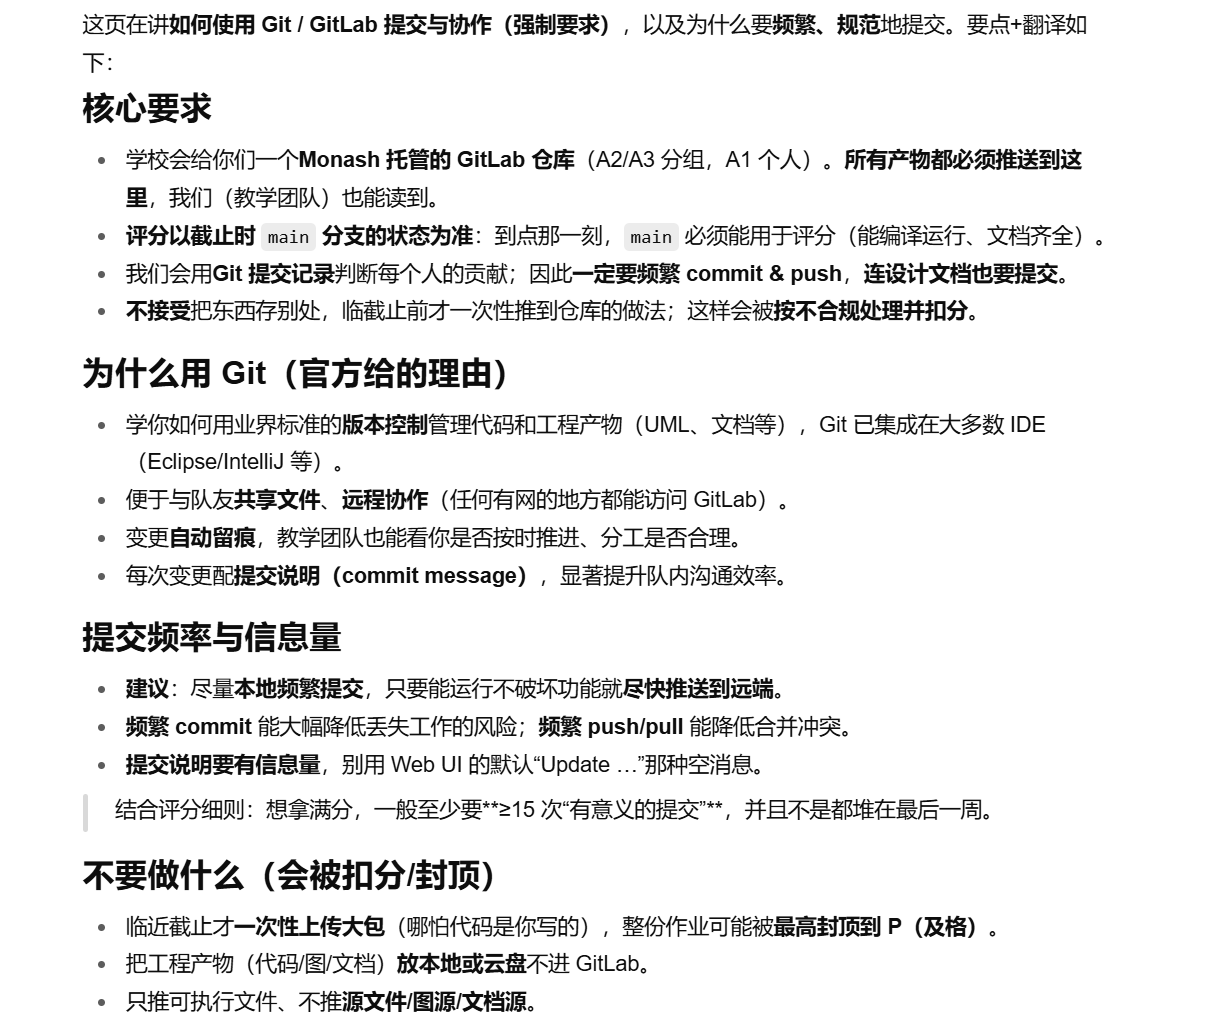 这页在讲如何使用 Git / GitLab 提交与协作（强制要求），以及为什么要频繁、规范地提交。要点+翻译如
下：
核心要求
学校会给你们一个Monash 托管的 GitLab 仓库（A2/A3 分组，A1 个人）。所有产物都必须推送到这
里，我们（教学团队）也能读到。
评分以截止时 main 分支的状态为准：到点那一刻， main 必须能用于评分（能编译运行、文档齐全）。
我们会用Git 提交记录判断每个人的贡献；因此一定要频繁 commit & push，连设计文档也要提交。
不接受把东西存别处，临截止前才一次性推到仓库的做法；这样会被按不合规处理并扣分。
为什么用 Git（官方给的理由）
学你如何用业界标准的版本控制管理代码和工程产物（UML、文档等），Git 已集成在大多数 IDE
（Eclipse/IntelliJ 等）。
便于与队友共享文件、远程协作（任何有网的地方都能访问 GitLab）。
变更自动留痕，教学团队也能看你是否按时推进、分工是否合理。
每次变更配提交说明（commit message），显著提升队内沟通效率。
提交频率与信息量
建议：尽量本地频繁提交，只要能运行不破坏功能就尽快推送到远端。
频繁 commit 能大幅降低丢失工作的风险；频繁 push/pull 能降低合并冲突。
提交说明要有信息量，别用 Web UI 的默认“Update …”那种空消息。
结合评分细则：想拿满分，一般至少要**≥15 次“有意义的提交”**，并且不是都堆在最后一周。
不要做什么（会被扣分/封顶）
临近截止才一次性上传大包（哪怕代码是你写的），整份作业可能被最高封顶到 P（及格）。
把工程产物（代码/图/文档）放本地或云盘不进 GitLab。
只推可执行文件、不推源文件/图源/文档源。